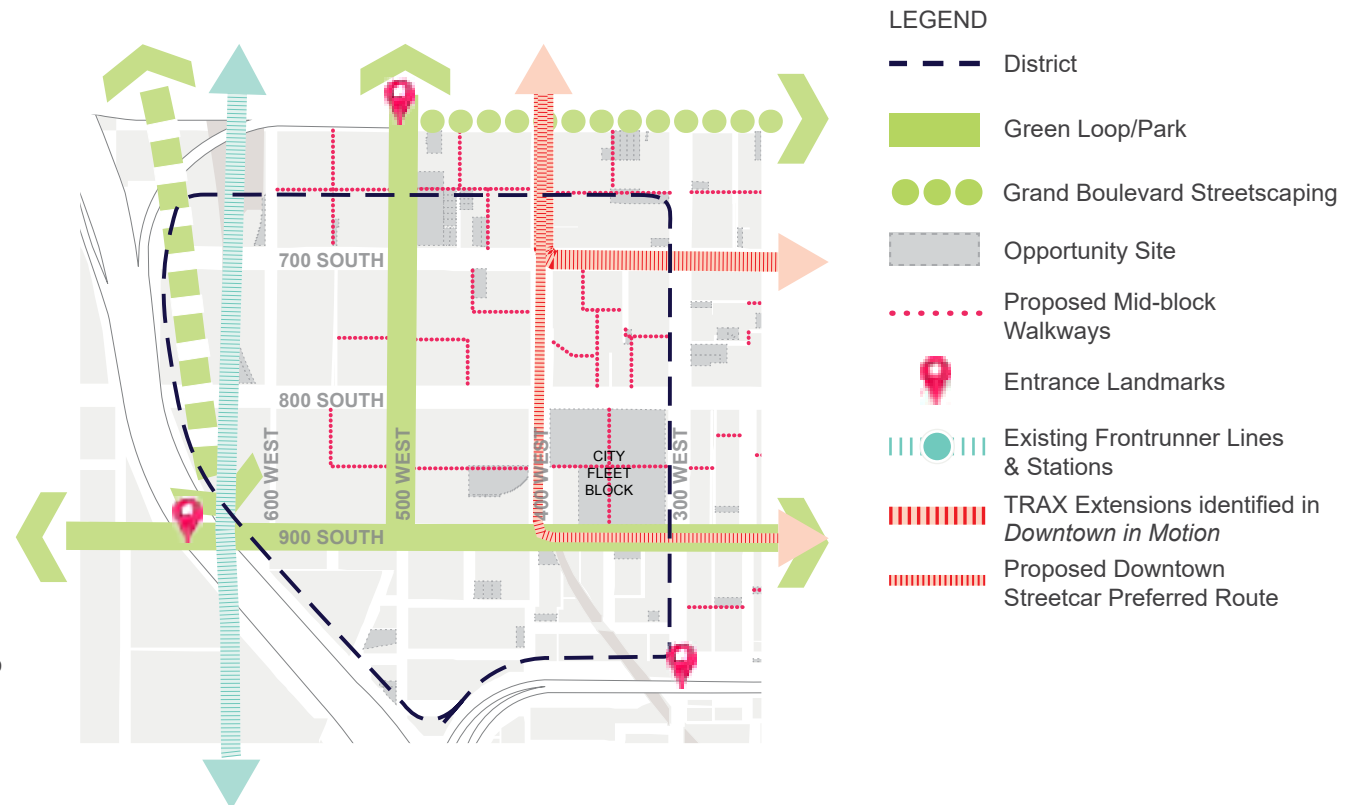 LEGEND
District
Green Loop/Park
Grand Boulevard Streetscaping
Opportunity Site
Proposed Mid-block
Walkways
Entrance Landmarks
Existing Frontrunner Lines
& Stations
TRAX Extensions identified in
Downtown in Motion
Proposed Downtown
Streetcar Preferred Route
700 SOUTH
800 SOUTH
900 SOUTH
600 WEST
500 WEST
400 WEST
300 WEST
CITY
FLEET
BLOCK